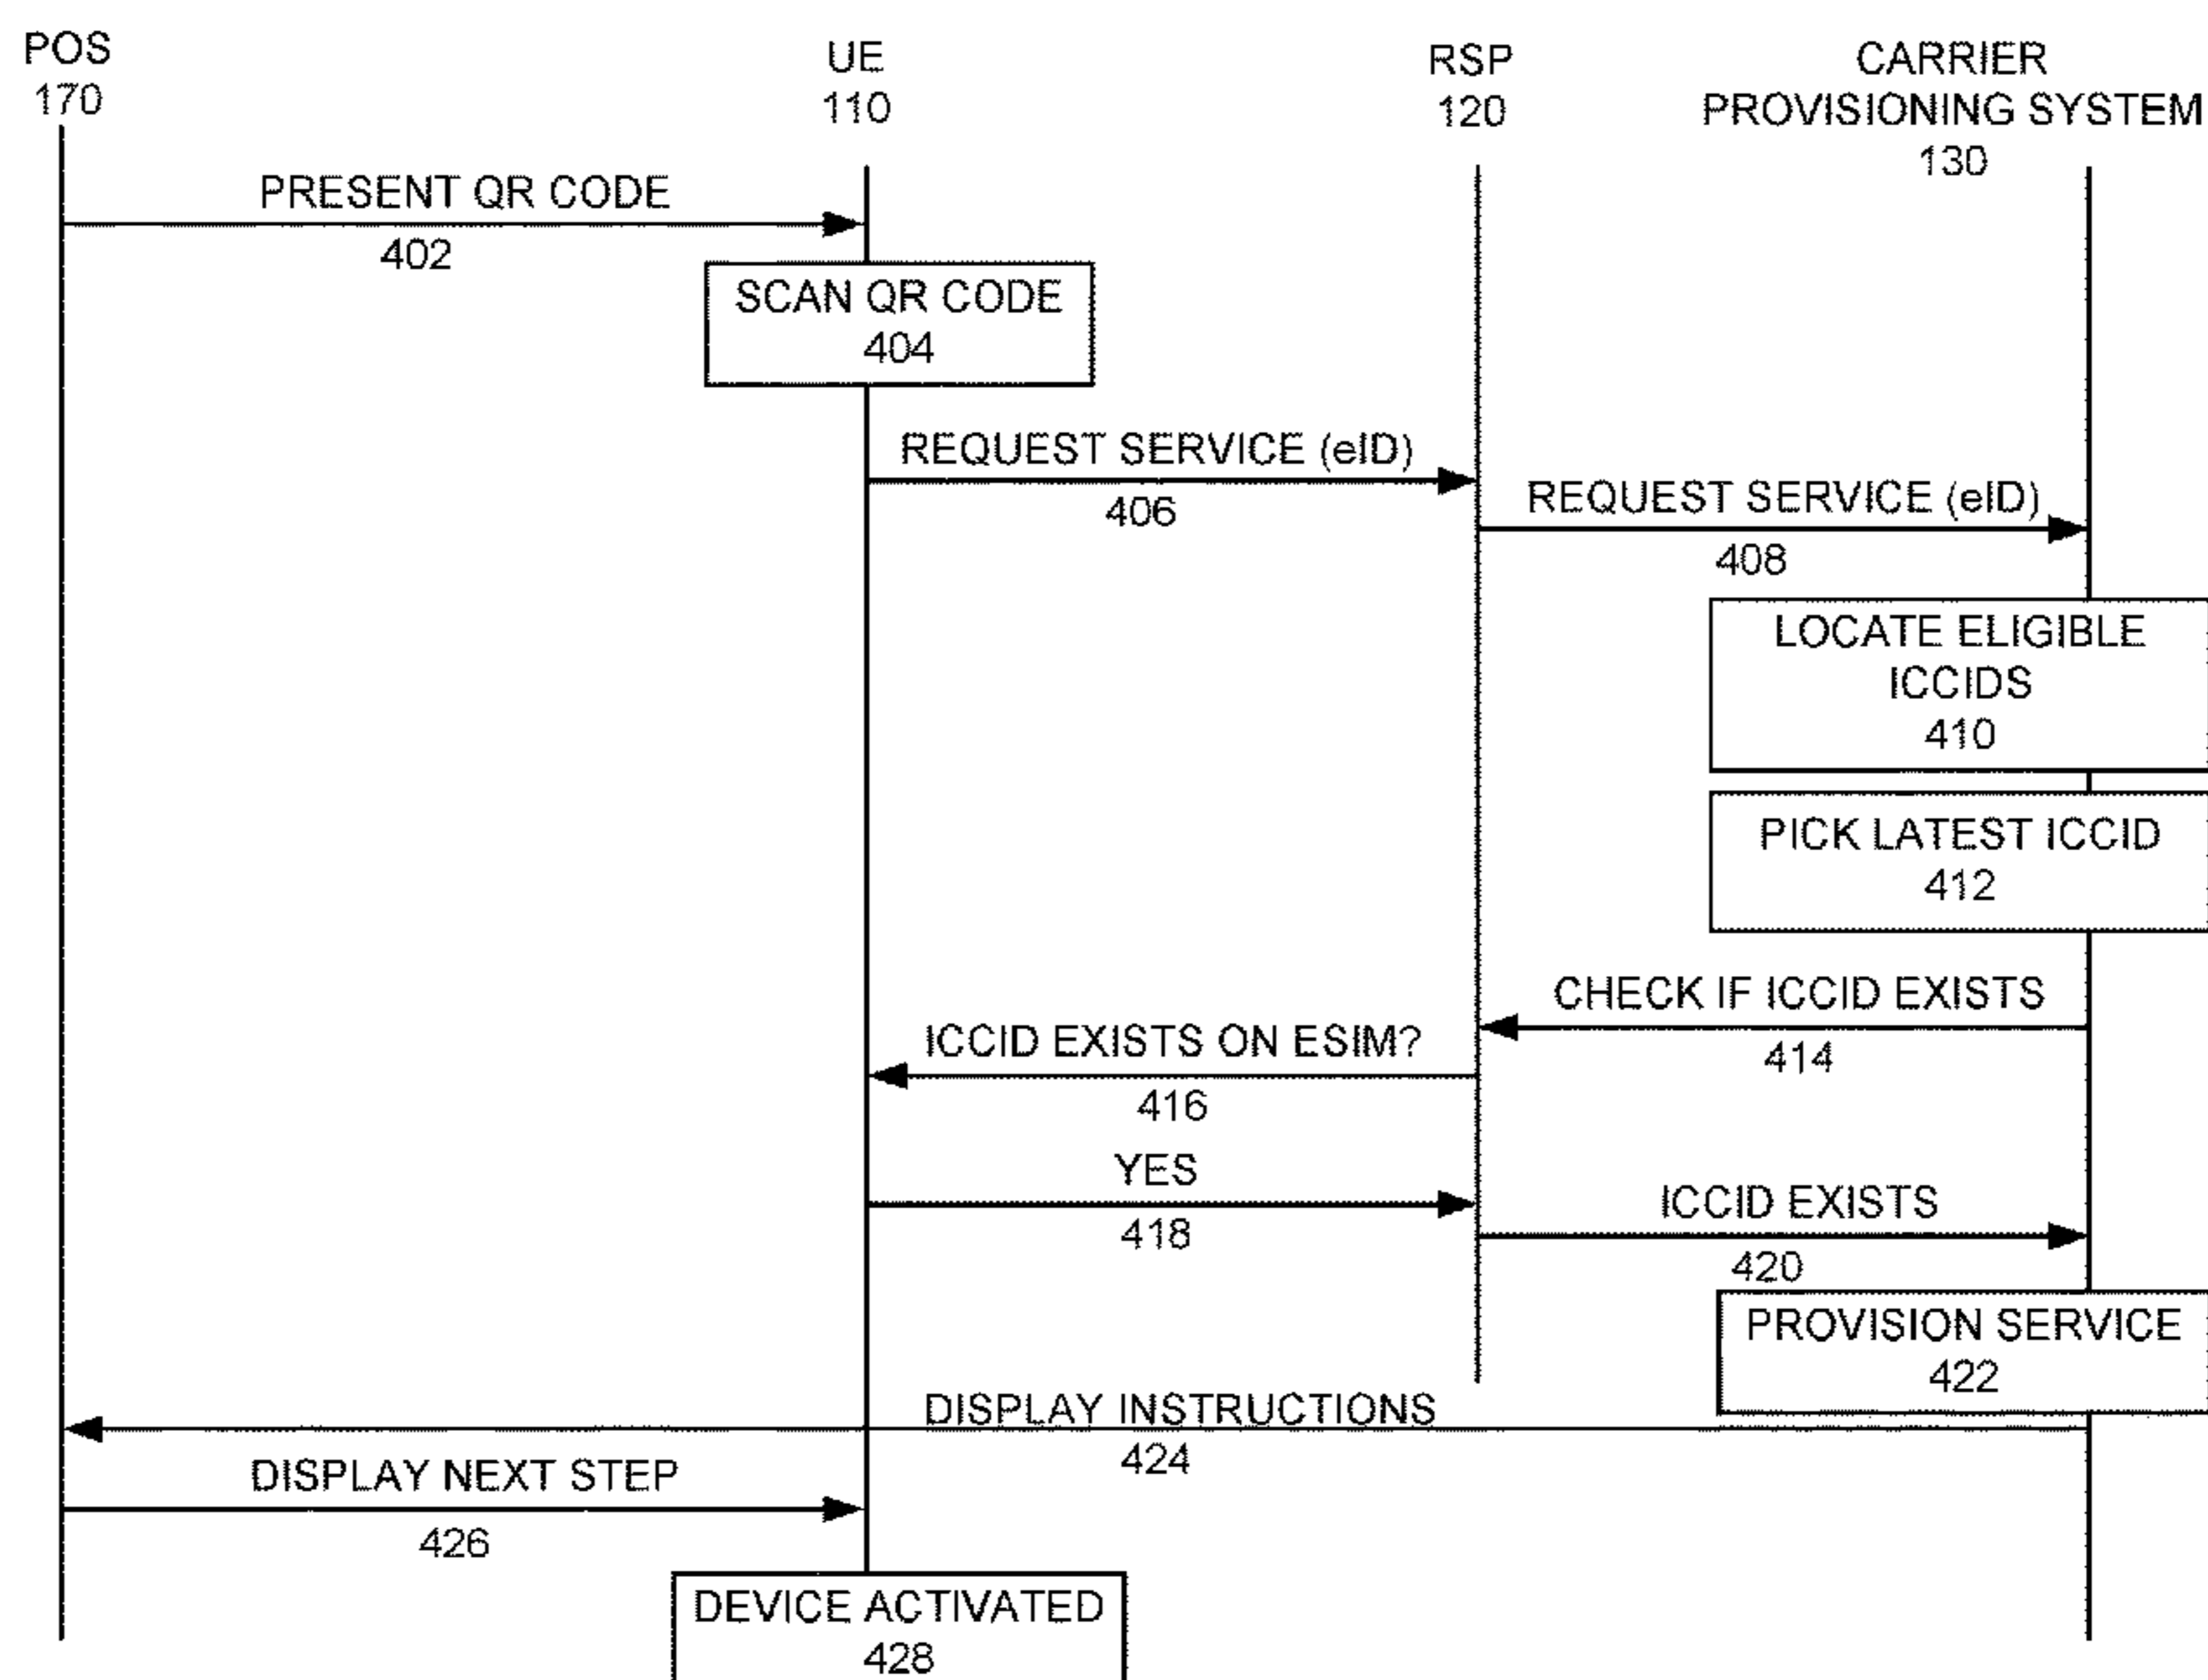 POS
170
UE
110
RSP
120
CARRIER
PROVISIONING SYSTEM
130
PRESENT QR CODE
402
SCAN QR CODE
404
REQUEST SERVICE (eID)
406
REQUEST SERVICE (eID)
408
LOCATE ELIGIBLE
ICCIDS
410
PICK LATEST ICCID
412
CHECK IF ICCID EXISTS
414
ICCID EXISTS ON ESIM?
416
YES
418
ICCID EXISTS
420
PROVISION SERVICE
422
DISPLAY INSTRUCTIONS
424
DISPLAY NEXT STEP
426
DEVICE ACTIVATED
428